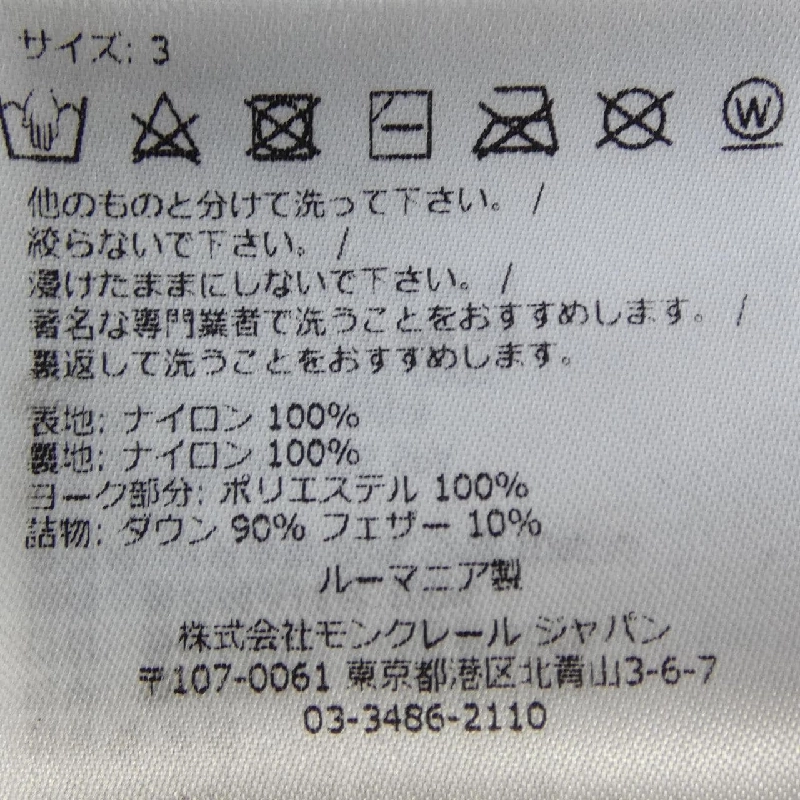 サイズ: 3
W
他のものと分けて洗って下さい。 /
絞らないで下さい。 /
浸けたままにしないで下さい。 /
著名な専門業者で洗うことをおすすめします。 /
裏返して洗うことをおすすめします。
表地: ナイロン 100%
裏地: ナイロン 100%
ヨーク部分: ポリエステル 100%
詰物: ダウン 90% フェザー 10%
ルーマニア製
株式会社モンクレール ジャパン
〒107-0061 東京都港区北青山3-6-7
03-3486-2110